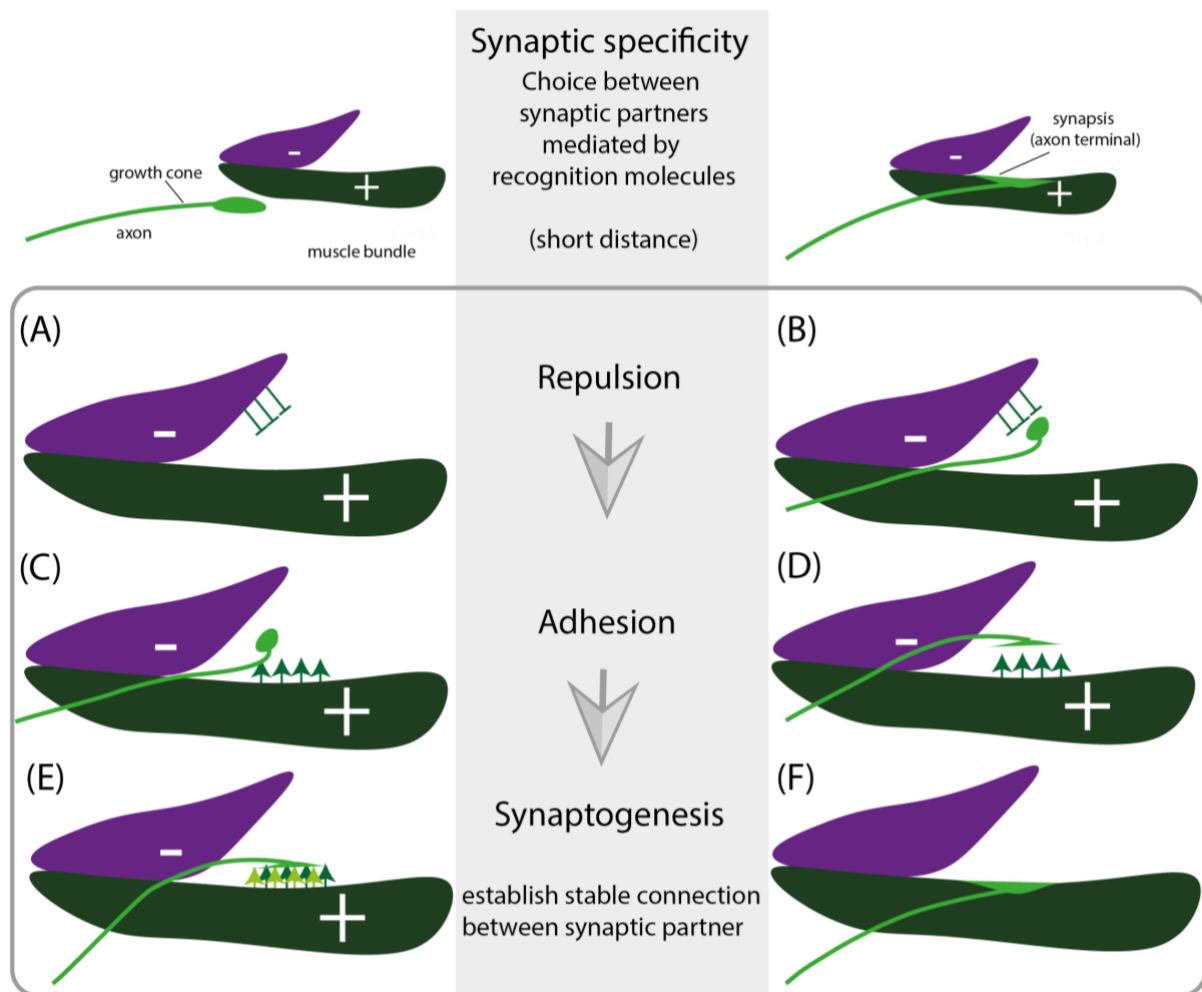 Synaptic specificity
Choice between
synaptic partners
mediated by
recognition molecules
(short distance)
-
growth cone
+
axon
muscle bundle
synapsis
(axon terminal)
-
+
(A)
-
+
Repulsion
(B)
-
+
(C)
-
+
Adhesion
(D)
-
+
(E)
-
+
Synaptogenesis
establish stable connection
between synaptic partner
(F)